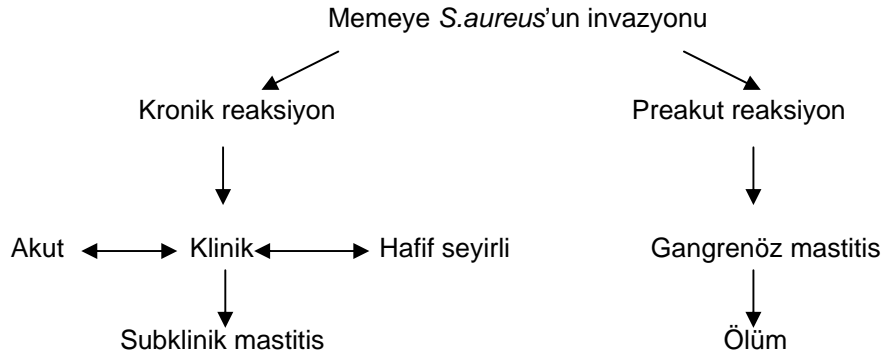 Memeye S.aureus'un invazyonu
Kronik reaksiyon Preakut reaksiyon
Akut Klinik Hafif seyirli Gangrenöz mastitis
Subklinik mastitis Ölüm